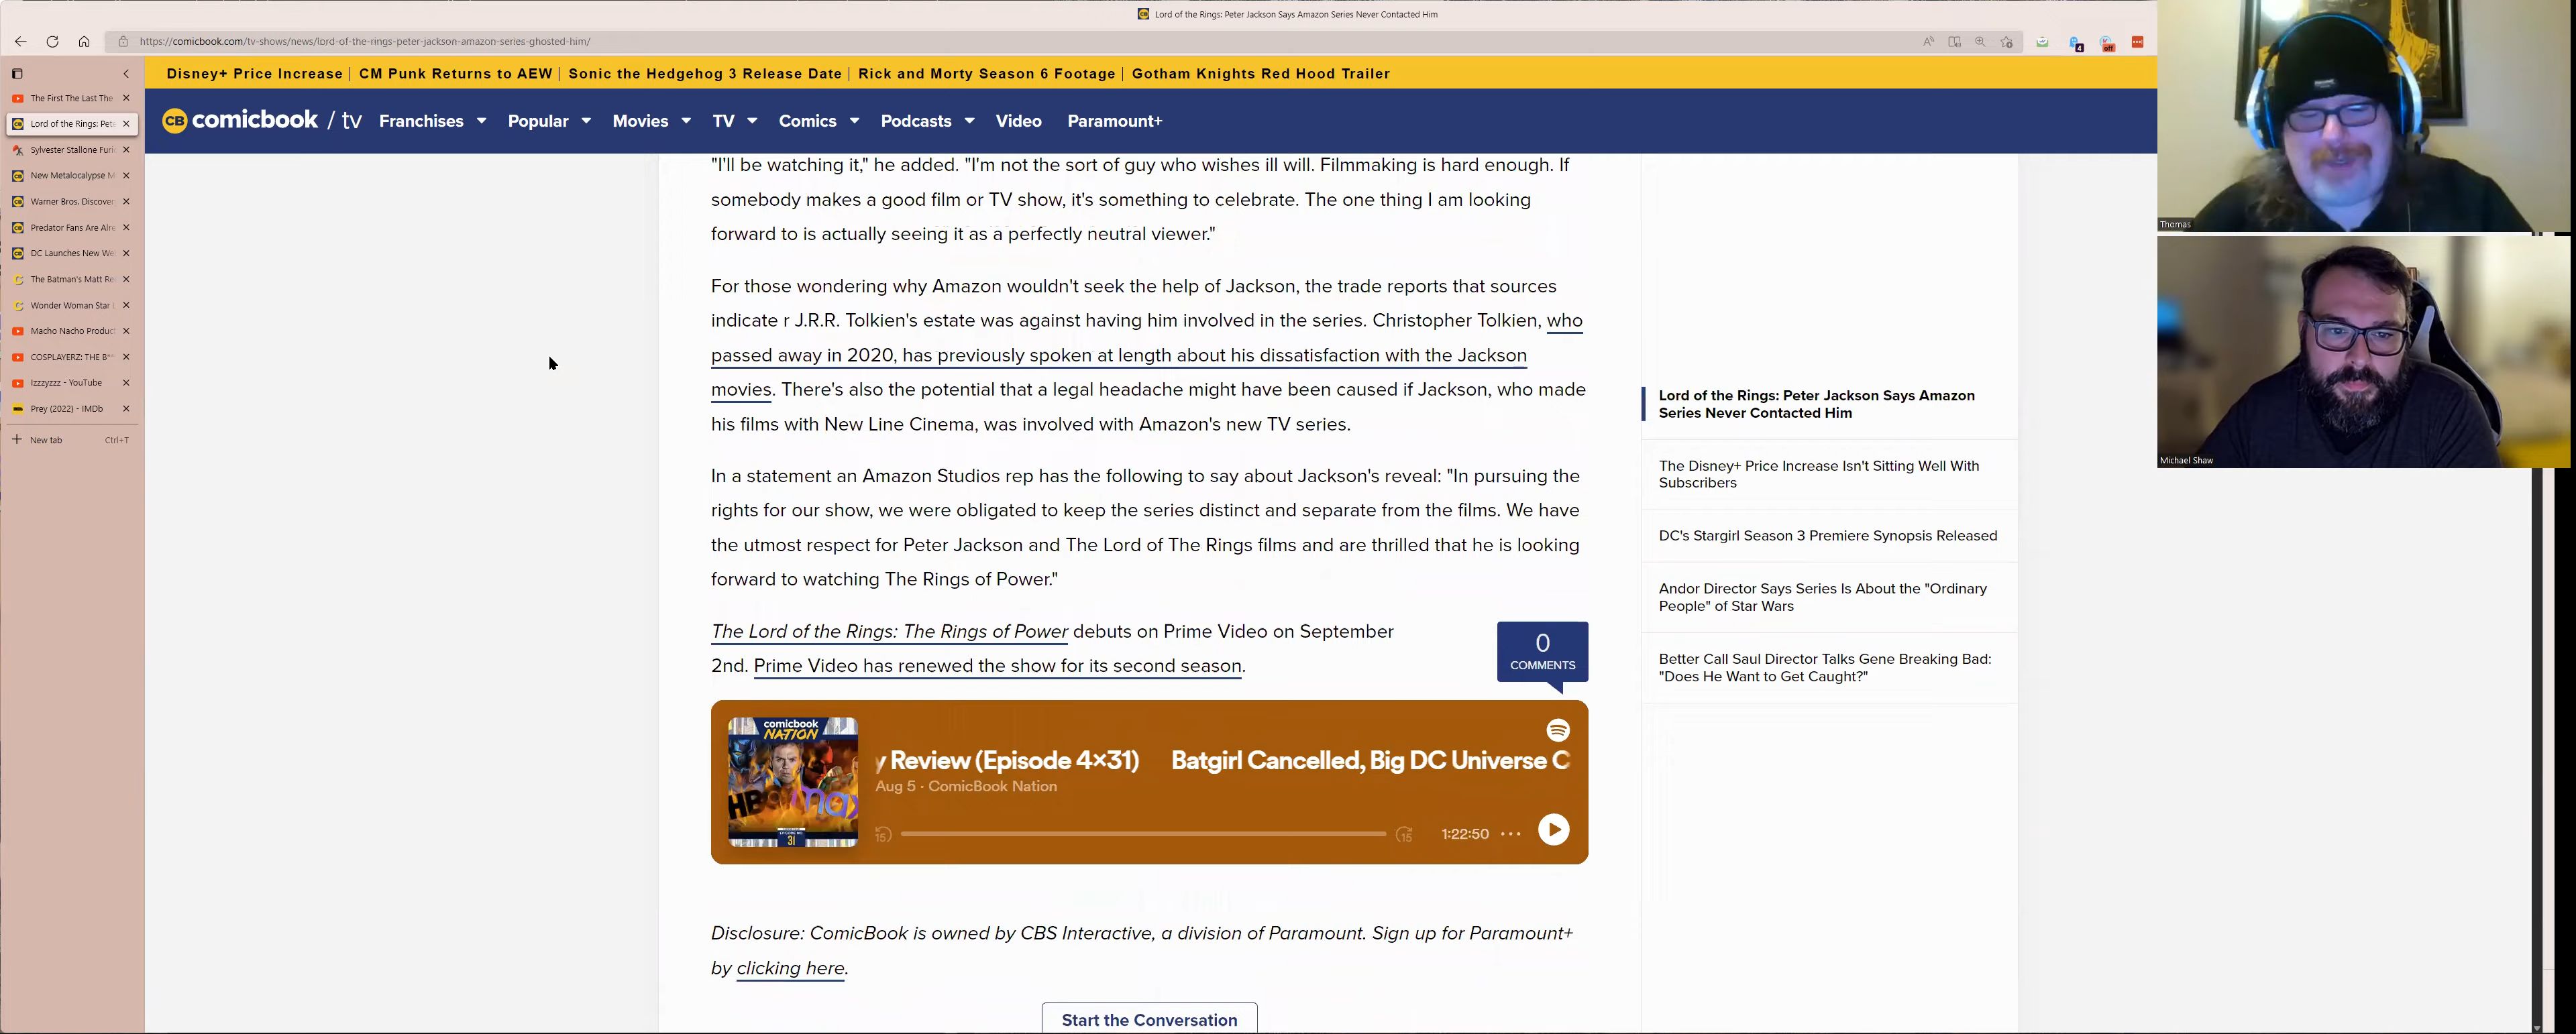 Lord of the Rings: Peter Jackson Says Amazon Series Never Contacted Him
https://comicbook.com/tv-shows/news/lord-of-the-rings-peter-jackson-amazon-series-ghosted-him/
4
off
Disney+ Price Increase | CM Punk Returns to AEW | Sonic the Hedgehog 3 Release Date | Rick and Morty Season 6 Footage | Gotham Knights Red Hood Trailer
CB comicbook / tv Franchises Popular Movies TV Comics Podcasts Video Paramount+
The First The Last The
Lord of the Rings: Pete
Sylvester Stallone Furi
New Metalocalypse M
Warner Bros. Discover
Predator Fans Are Alre
DC Launches New We
The Batman's Matt Re
Wonder Woman Star
Macho Nacho Product
COSPLAYERZ: THE B**
Izzzyzzz - YouTube
Prey (2022) - IMDb
New tab Ctrl+T
"I'll be watching it," he added. "I'm not the sort of guy who wishes ill will. Filmmaking is hard enough. If
somebody makes a good film or TV show, it's something to celebrate. The one thing I am looking
forward to is actually seeing it as a perfectly neutral viewer."
For those wondering why Amazon wouldn't seek the help of Jackson, the trade reports that sources
indicate r J.R.R. Tolkien's estate was against having him involved in the series. Christopher Tolkien, who
passed away in 2020, has previously spoken at length about his dissatisfaction with the Jackson
movies. There's also the potential that a legal headache might have been caused if Jackson, who made
his films with New Line Cinema, was involved with Amazon's new TV series.
In a statement an Amazon Studios rep has the following to say about Jackson's reveal: "In pursuing the
rights for our show, we were obligated to keep the series distinct and separate from the films. We have
the utmost respect for Peter Jackson and The Lord of The Rings films and are thrilled that he is looking
forward to watching The Rings of Power."
The Lord of the Rings: The Rings of Power debuts on Prime Video on September
2nd. Prime Video has renewed the show for its second season.
0
COMMENTS
comicbook
NATION
HBO max
31
y Review (Episode 4×31) Batgirl Cancelled, Big DC Universe C
Aug 5 · ComicBook Nation
15
15
1:22:50
Disclosure: ComicBook is owned by CBS Interactive, a division of Paramount. Sign up for Paramount+
by clicking here.
Start the Conversation
Lord of the Rings: Peter Jackson Says Amazon
Series Never Contacted Him
The Disney+ Price Increase Isn't Sitting Well With
Subscribers
DC's Stargirl Season 3 Premiere Synopsis Released
Andor Director Says Series Is About the "Ordinary
People" of Star Wars
Better Call Saul Director Talks Gene Breaking Bad:
"Does He Want to Get Caught?"
Thomas
Michael Shaw